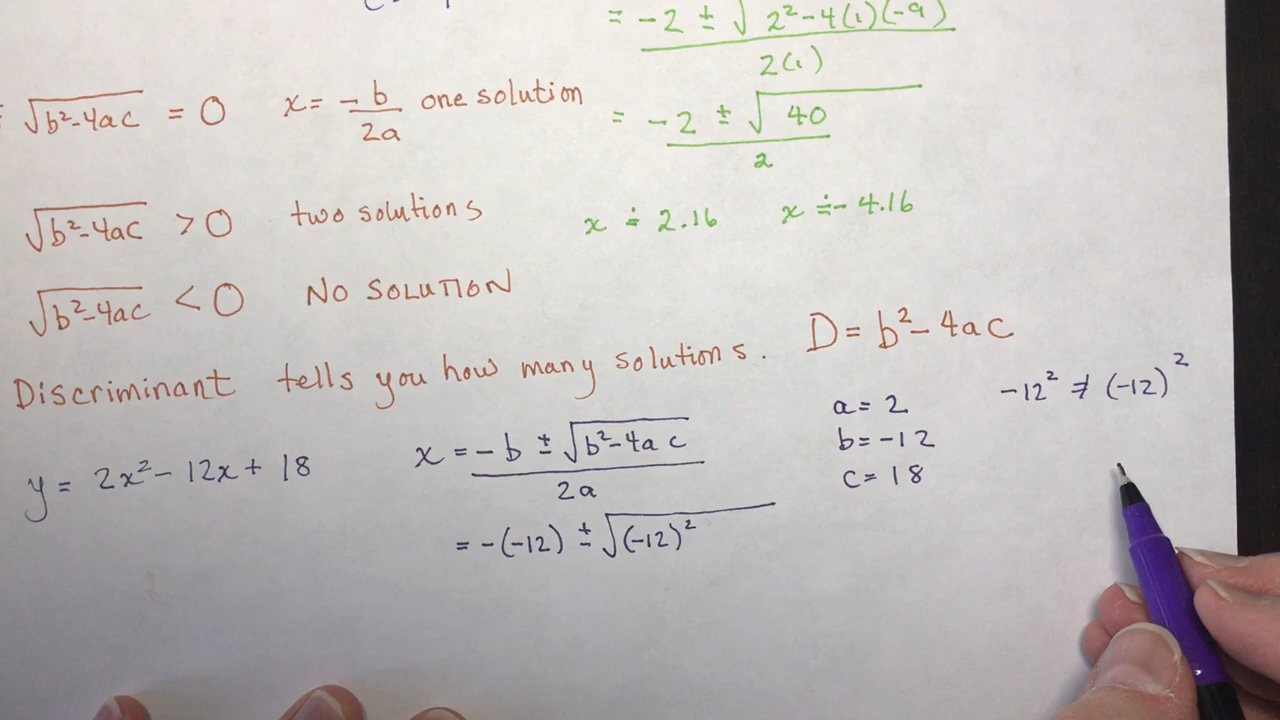 = -2 ± √2²-4(1)(-9)
2(1)
√b²-4ac = 0 x = -b/2a one solution
= -2 ± √40
2
√b²-4ac > 0 two solutions
x ≐ 2.16 x ≐ -4.16
√b²-4ac < 0 NO SOLUTION
Discriminant tells you how many solutions. D = b²-4ac
-12² ≠ (-12)²
a = 2
b = -12
c = 18
y = 2x² - 12x + 18
x = -b ± √b²-4ac
2a
= -(-12) ± √(-12)²